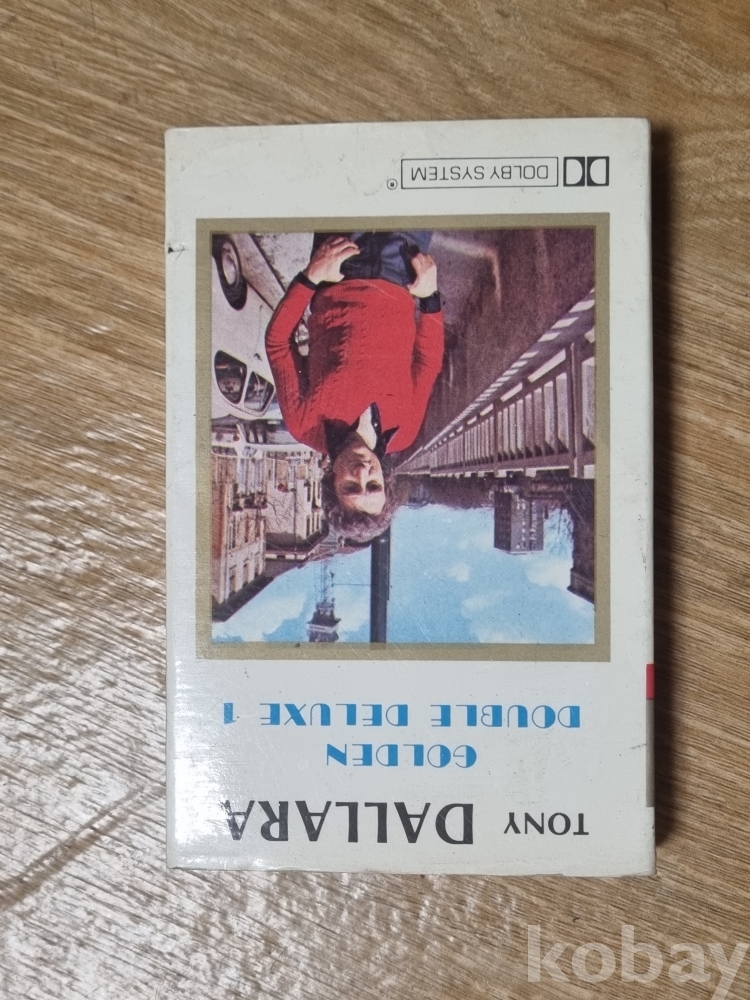 TONY DALLARA
GOLDEN
DOUBLE DELUXE 1
DOLBY SYSTEM ®
kobay